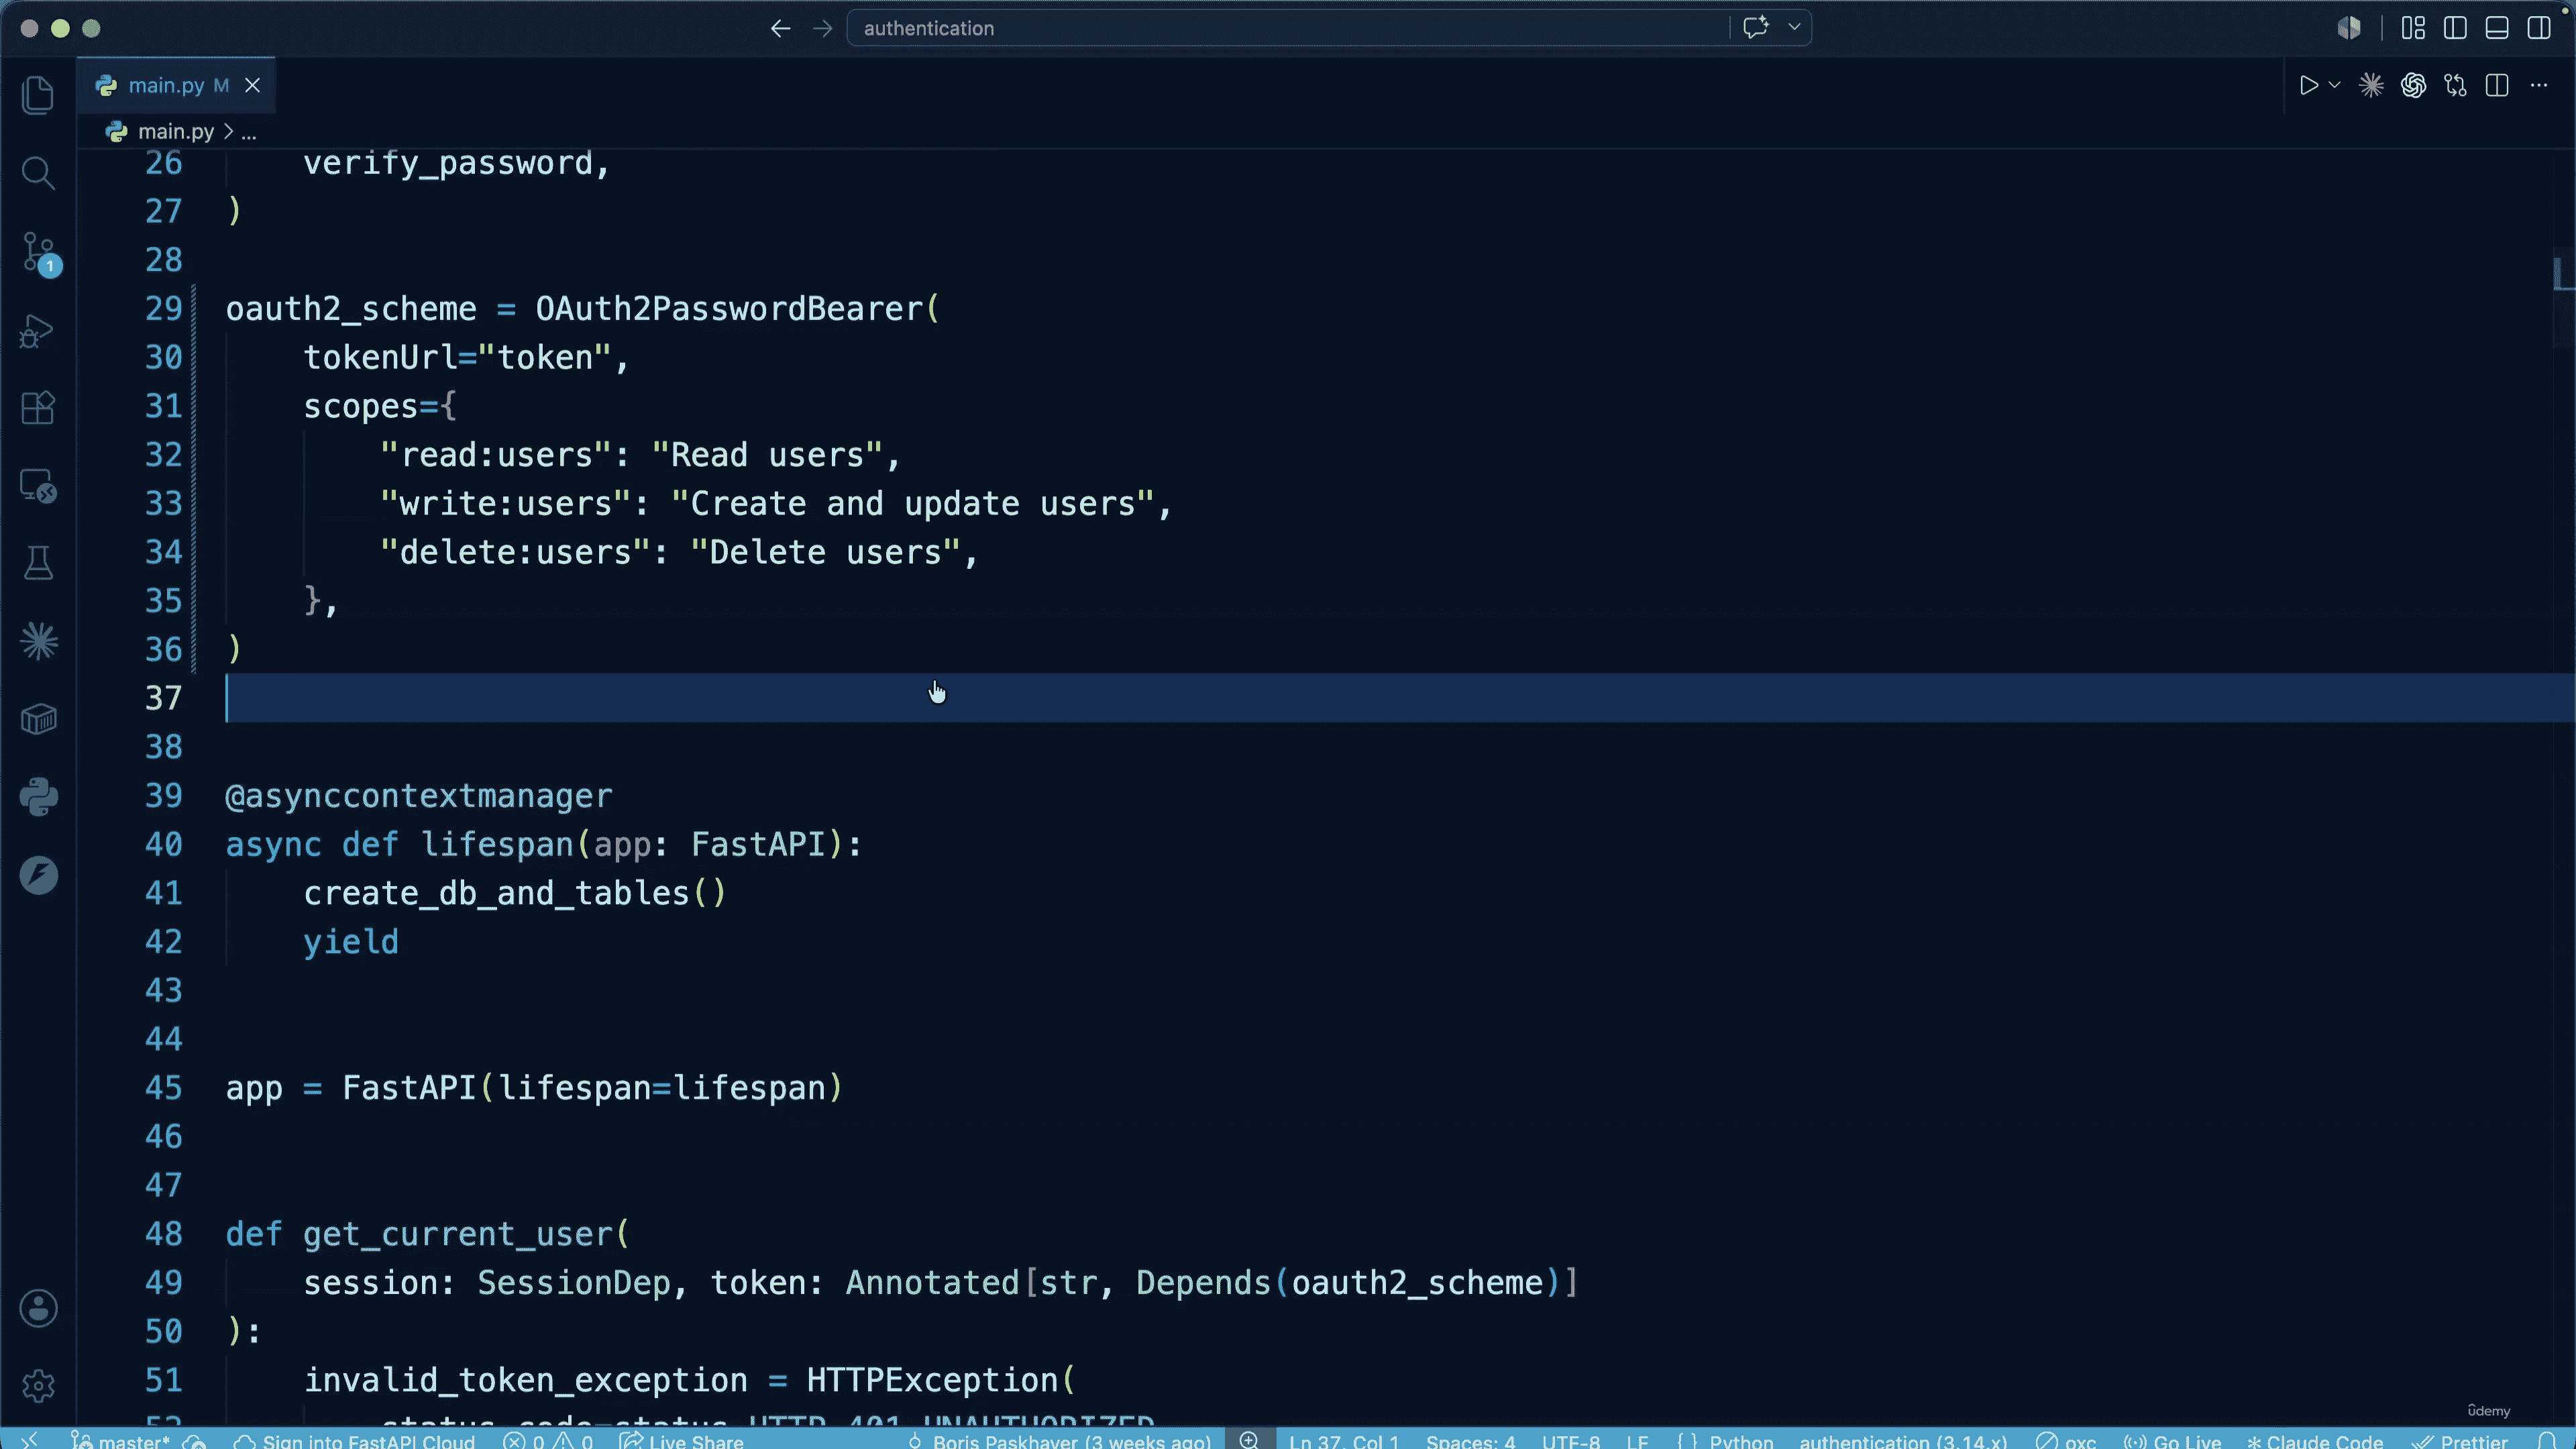 authentication
main.py M
main.py > ...
26 verify_password,
27 )
28
29 oauth2_scheme = OAuth2PasswordBearer(
30 tokenUrl="token",
31 scopes={
32 "read:users": "Read users",
33 "write:users": "Create and update users",
34 "delete:users": "Delete users",
35 },
36 )
37
38
39 @asynccontextmanager
40 async def lifespan(app: FastAPI):
41 create_db_and_tables()
42 yield
43
44
45 app = FastAPI(lifespan=lifespan)
46
47
48 def get_current_user(
49 session: SessionDep, token: Annotated[str, Depends(oauth2_scheme)]
50 ):
51 invalid_token_exception = HTTPException(
52 status_code=status.HTTP_401_UNAUTHORIZED
1
udemy
master* Sign into FastAPI Cloud 0 0 Live Share Boris Paskhaver (3 weeks ago) Ln 37, Col 1 Spaces: 4 UTF-8 LF { } Python authentication (3.14.x) oxc Go Live Claude Code Prettier